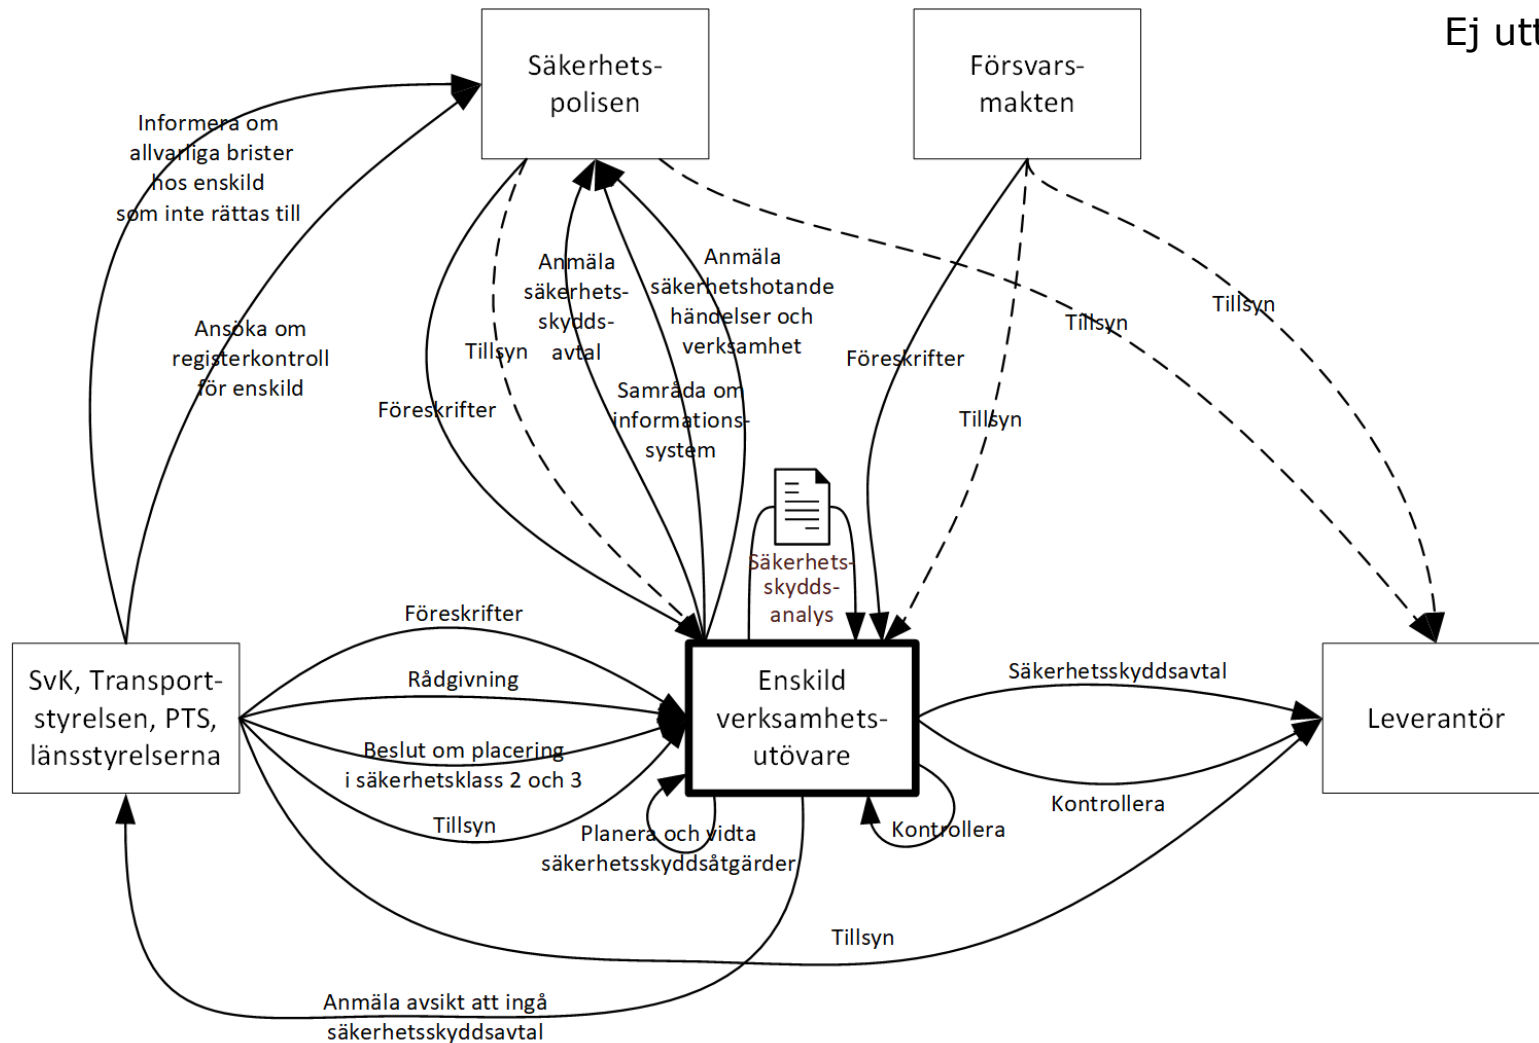 Ej utt
Säkerhets-
polisen
Försvars-
makten
Informera om
allvarliga brister
hos enskild
som inte rättas till
Ansöka om
registerkontroll
för enskild
Föreskrifter
Tillsyn
Anmäla
säkerhets-
skydds-
avtal
Anmäla
säkerhetshotande
händelser och
verksamhet
Samråda om
informations-
system
Föreskrifter
Tillsyn
Tillsyn
Tillsyn
Säkerhets-
skydds-
analys
SvK, Transport-
styrelsen, PTS,
länsstyrelserna
Föreskrifter
Rådgivning
Beslut om placering
i säkerhetsklass 2 och 3
Tillsyn
Enskild
verksamhets-
utövare
Planera och vidta
säkerhetsskyddsåtgärder
Kontrollera
Säkerhetsskyddsavtal
Kontrollera
Leverantör
Tillsyn
Anmäla avsikt att ingå
säkerhetsskyddsavtal